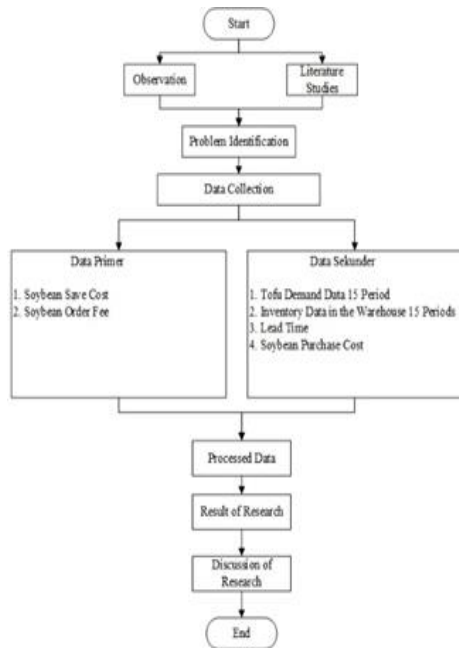 Start
Observation
Literature
Studies
Problem Identification
Data Collection
Data Primer
1. Soybean Save Cost
2. Soybean Order Fee
Data Sekunder
1. Tofu Demand Data 15 Period
2. Inventory Data in the Warehouse 15 Periods
3. Lead Time
4. Soybean Purchase Cost
Processed Data
Result of Research
Discussion of
Research
End